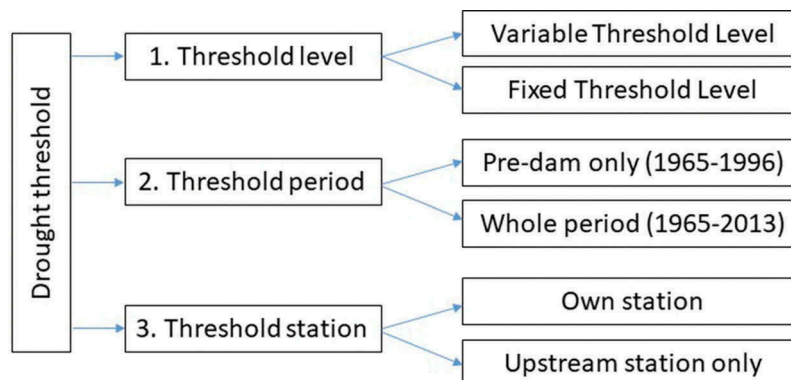 Drought threshold
1. Threshold level
Variable Threshold Level
Fixed Threshold Level
2. Threshold period
Pre-dam only (1965-1996)
Whole period (1965-2013)
3. Threshold station
Own station
Upstream station only